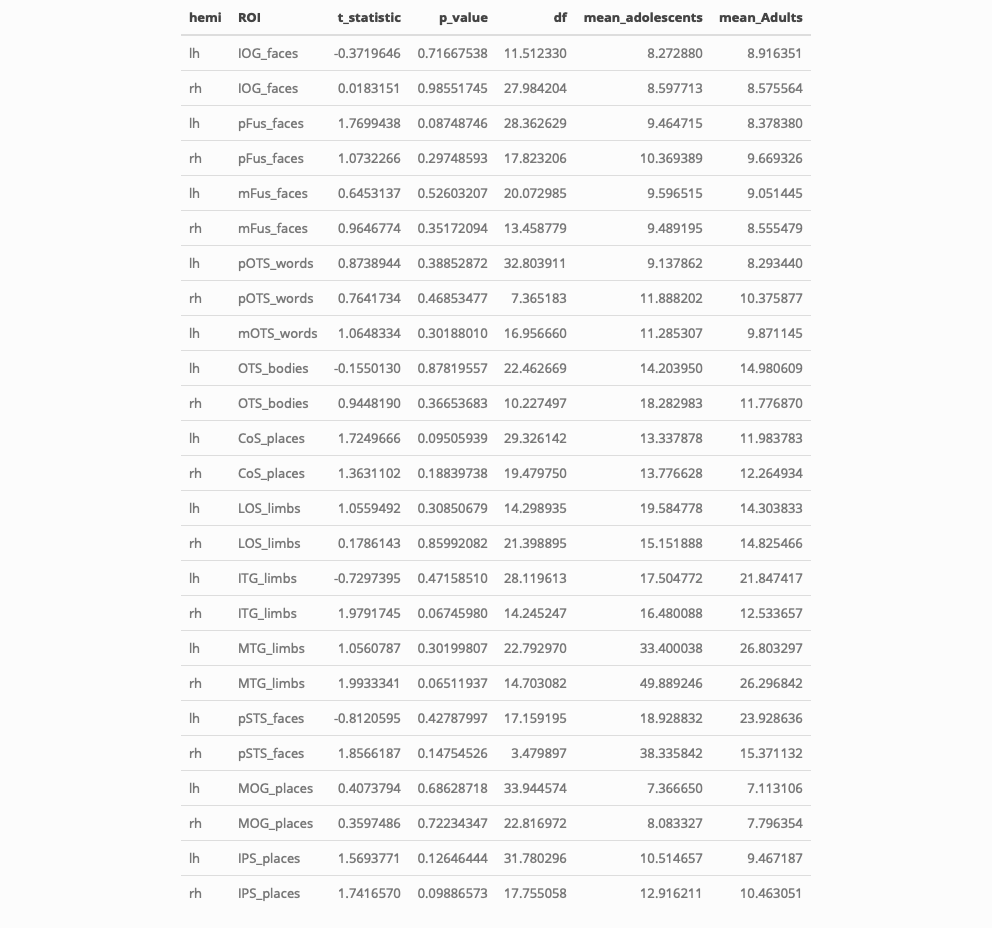 hemi ROI t_statistic p_value df mean_adolescents mean_Adults
lh IOG_faces -0.3719646 0.71667538 11.512330 8.272880 8.916351
rh IOG_faces 0.0183151 0.98551745 27.984204 8.597713 8.575564
lh pFus_faces 1.7699438 0.08748746 28.362629 9.464715 8.378380
rh pFus_faces 1.0732266 0.29748593 17.823206 10.369389 9.669326
lh mFus_faces 0.6453137 0.52603207 20.072985 9.596515 9.051445
rh mFus_faces 0.9646774 0.35172094 13.458779 9.489195 8.555479
lh pOTS_words 0.8738944 0.38852872 32.803911 9.137862 8.293440
rh pOTS_words 0.7641734 0.46853477 7.365183 11.888202 10.375877
lh mOTS_words 1.0648334 0.30188010 16.956660 11.285307 9.871145
lh OTS_bodies -0.1550130 0.87819557 22.462669 14.203950 14.980609
rh OTS_bodies 0.9448190 0.36653683 10.227497 18.282983 11.776870
lh CoS_places 1.7249666 0.09505939 29.326142 13.337878 11.983783
rh CoS_places 1.3631102 0.18839738 19.479750 13.776628 12.264934
lh LOS_limbs 1.0559492 0.30850679 14.298935 19.584778 14.303833
rh LOS_limbs 0.1786143 0.85992082 21.398895 15.151888 14.825466
lh ITG_limbs -0.7297395 0.47158510 28.119613 17.504772 21.847417
rh ITG_limbs 1.9791745 0.06745980 14.245247 16.480088 12.533657
lh MTG_limbs 1.0560787 0.30199807 22.792970 33.400038 26.803297
rh MTG_limbs 1.9933341 0.06511937 14.703082 49.889246 26.296842
lh pSTS_faces -0.8120595 0.42787997 17.159195 18.928832 23.928636
rh pSTS_faces 1.8566187 0.14754526 3.479897 38.335842 15.371132
lh MOG_places 0.4073794 0.68628718 33.944574 7.366650 7.113106
rh MOG_places 0.3597486 0.72234347 22.816972 8.083327 7.796354
lh IPS_places 1.5693771 0.12646444 31.780296 10.514657 9.467187
rh IPS_places 1.7416570 0.09886573 17.755058 12.916211 10.463051